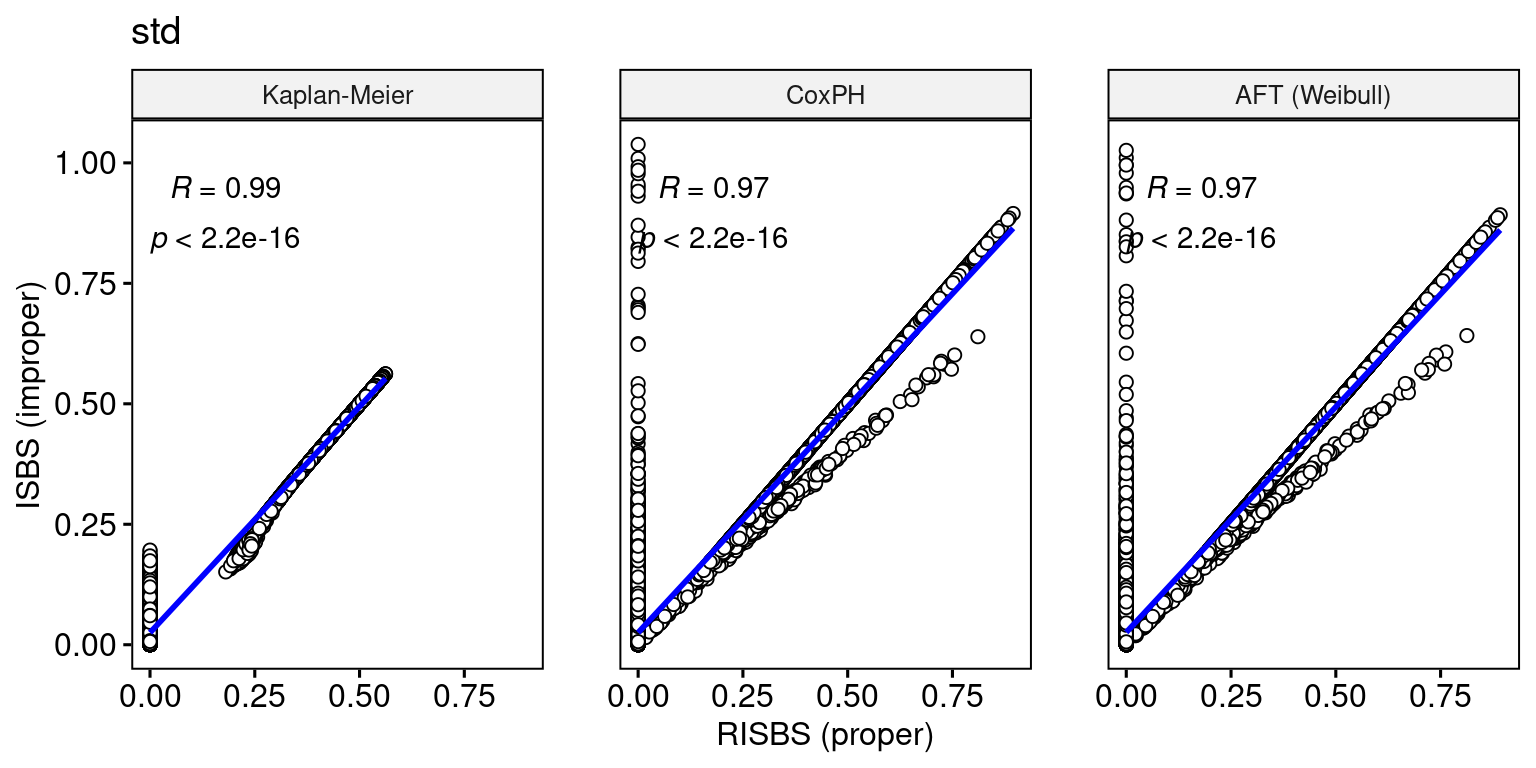 std
Kaplan-Meier
CoxPH
AFT (Weibull)
R = 0.99
p < 2.2e-16
R = 0.97
p < 2.2e-16
R = 0.97
p < 2.2e-16
ISBS (improper)
1.00
0.75
0.50
0.25
0.00
0.00 0.25 0.50 0.75
0.00 0.25 0.50 0.75
0.00 0.25 0.50 0.75
RISBS (proper)